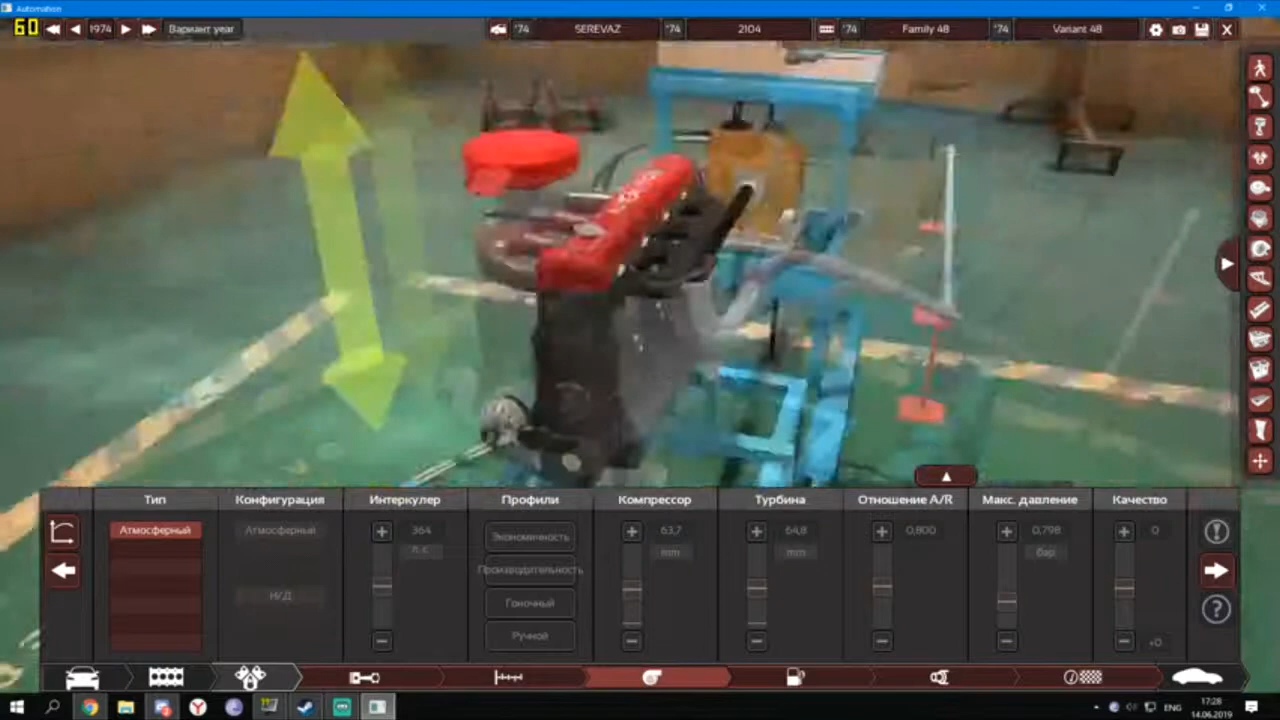 Automation
60
1974
Вариант year
'74
SEREVAZ
'74
2104
'74
Family 48
'74
Variant 48
Тип
Конфигурация
Интеркулер
Профили
Компрессор
Турбина
Отношение A/R
Макс. давление
Качество
Атмосферный
Атмосферный
364
л.с.
Экономичность
63,7
mm
64,8
mm
0,800
0,798
бар
0
Производительность
Н/Д
Гоночный
Ручной
+0
ENG
17:28
14.06.2019